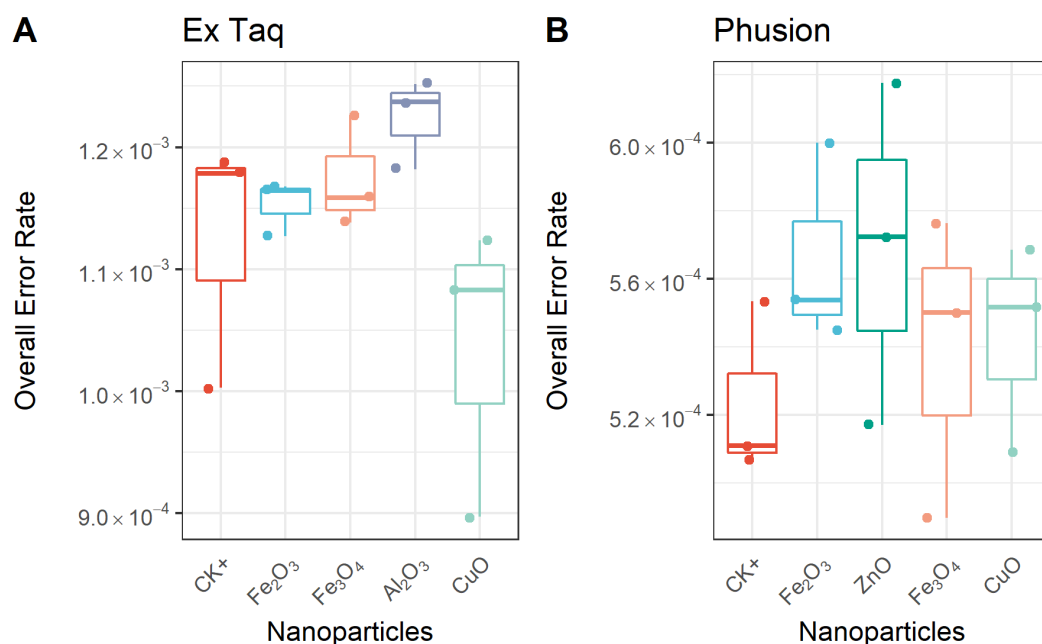 A Ex Taq
Overall Error Rate
1.2 × 10⁻³
1.1 × 10⁻³
1.0 × 10⁻³
9.0 × 10⁻⁴
CK+ Fe₂O₃ Fe₃O₄ Al₂O₃ CuO
Nanoparticles
B Phusion
Overall Error Rate
6.0 × 10⁻⁴
5.6 × 10⁻⁴
5.2 × 10⁻⁴
CK+ Fe₂O₃ ZnO Fe₃O₄ CuO
Nanoparticles